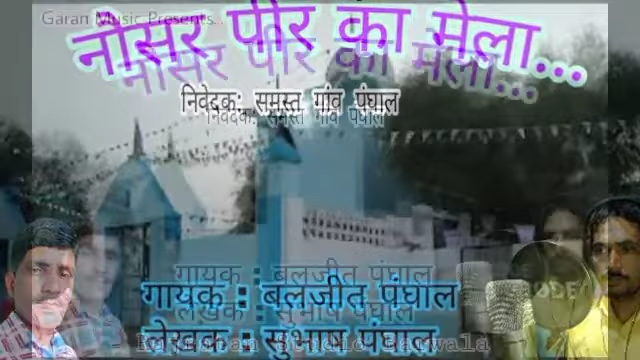 Garan Music Presents...
नौसर पीर का मेला...
निवेदक: समस्त गांव पंघाल
गायक : बलजीत पंघाल
लेखक : सुभाष पंघाल